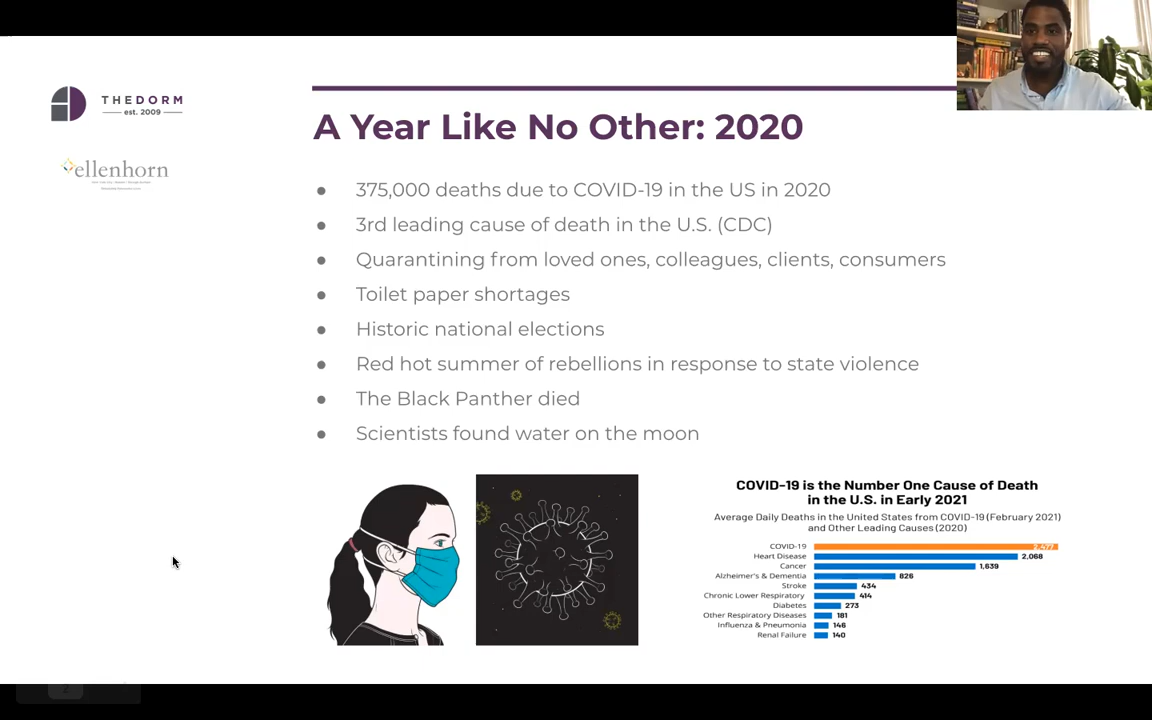 THEDORM
est. 2009
ellenhorn
A Year Like No Other: 2020
● 375,000 deaths due to COVID-19 in the US in 2020
● 3rd leading cause of death in the U.S. (CDC)
● Quarantining from loved ones, colleagues, clients, consumers
● Toilet paper shortages
● Historic national elections
● Red hot summer of rebellions in response to state violence
● The Black Panther died
● Scientists found water on the moon
COVID-19 is the Number One Cause of Death
in the U.S. in Early 2021
Average Daily Deaths in the United States from COVID-19 (February 2021)
and Other Leading Causes (2020)
COVID-19 2,477
Heart Disease 2,068
Cancer 1,639
Alzheimer's & Dementia 826
Stroke 434
Chronic Lower Respiratory 414
Diabetes 273
Other Respiratory Diseases 181
Influenza & Pneumonia 146
Renal Failure 140
2